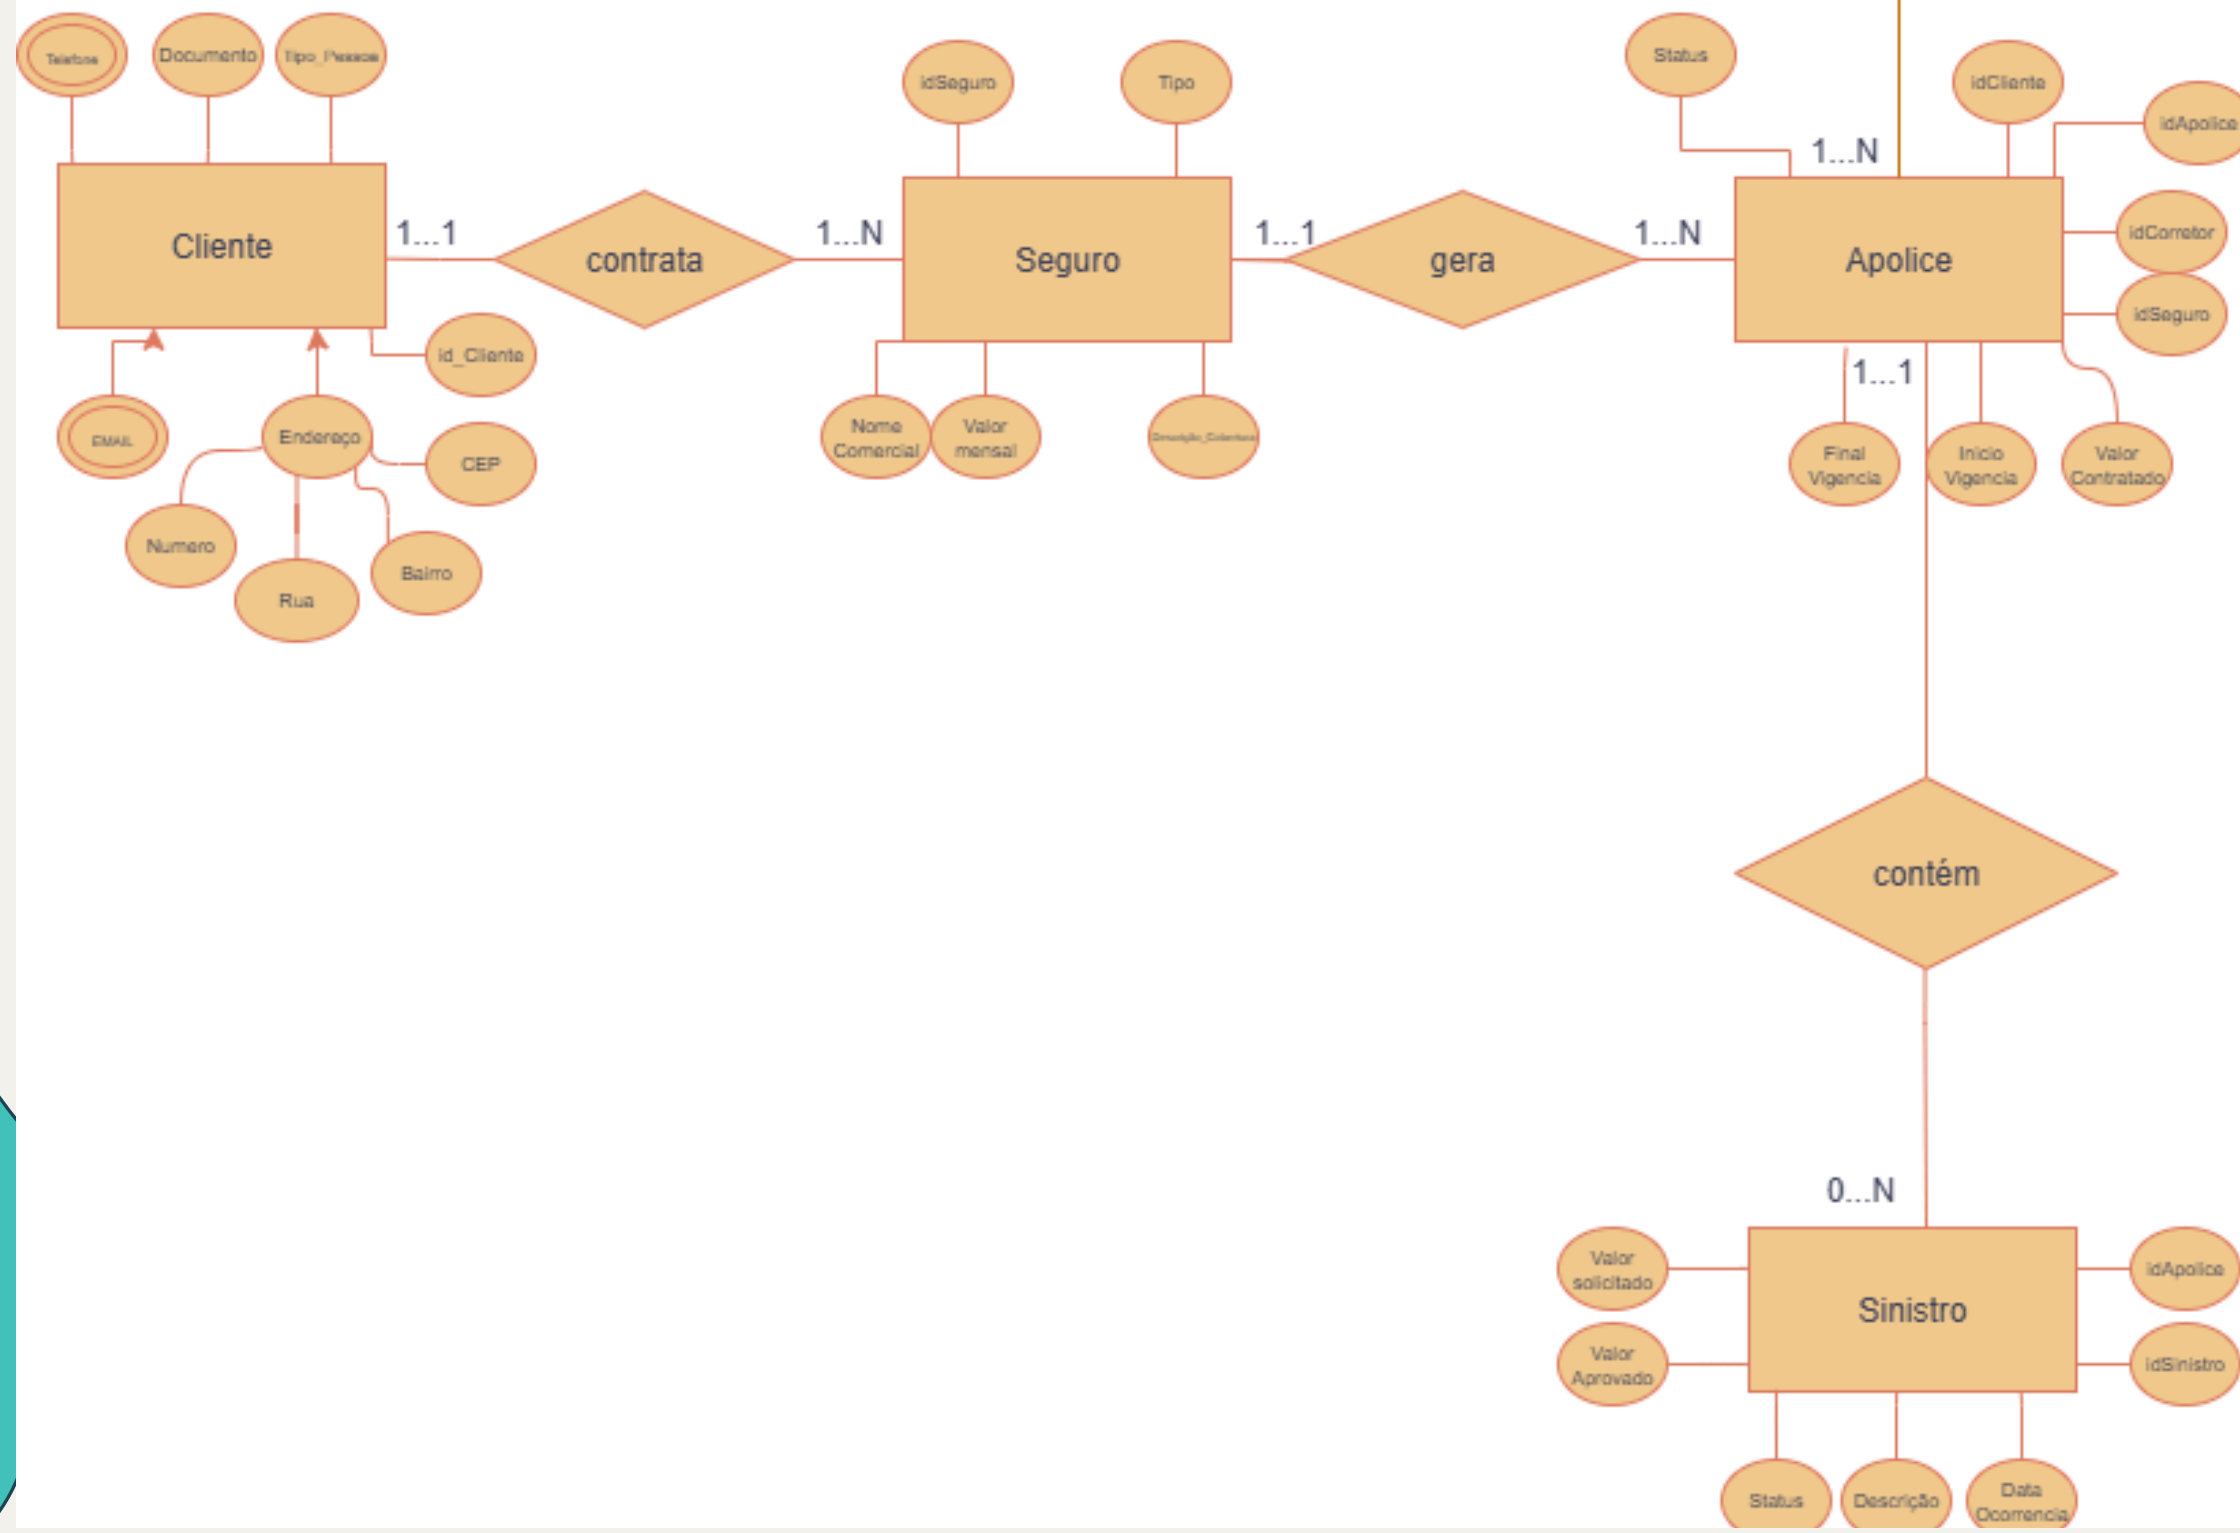 Telefone
Documento
Tipo_Pessoa
Cliente
EMAIL
Endereço
id_Cliente
CEP
Numero
Rua
Bairro
1...1
contrata
1...N
idSeguro
Tipo
Seguro
Nome
Comercial
Valor
mensal
Descrição_Cobertura
1...1
gera
1...N
Status
1...N
idCliente
idApolice
Apolice
idCorretor
idSeguro
1...1
Final
Vigencia
Inicio
Vigencia
Valor
Contratado
contém
0...N
Valor
solicitado
Valor
Aprovado
Sinistro
idApolice
idSinistro
Status
Descrição
Data
Ocorrencia